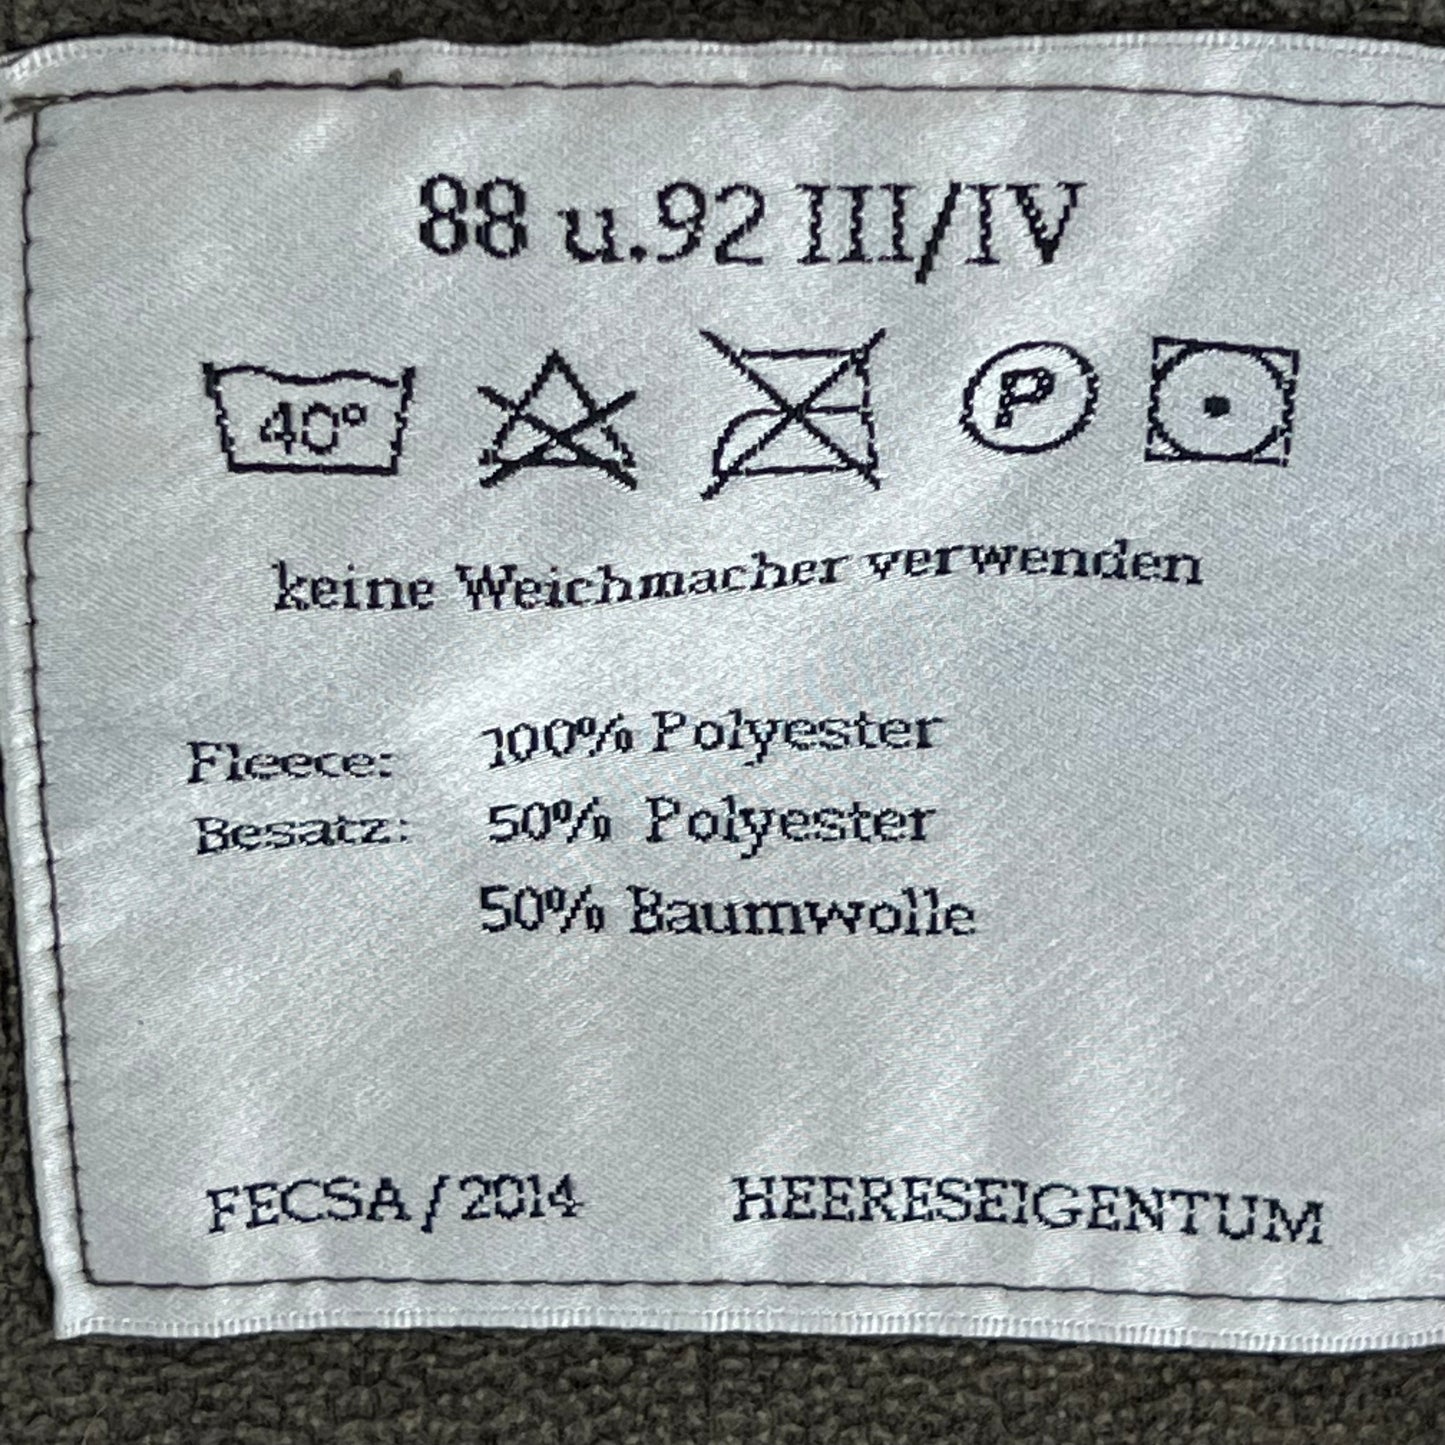 88 u.92 III/IV
40° P
keine Weichmacher verwenden
Fleece: 100% Polyester
Besatz: 50% Polyester
50% Baumwolle
FECSA / 2014 HEERESEIGENTUM